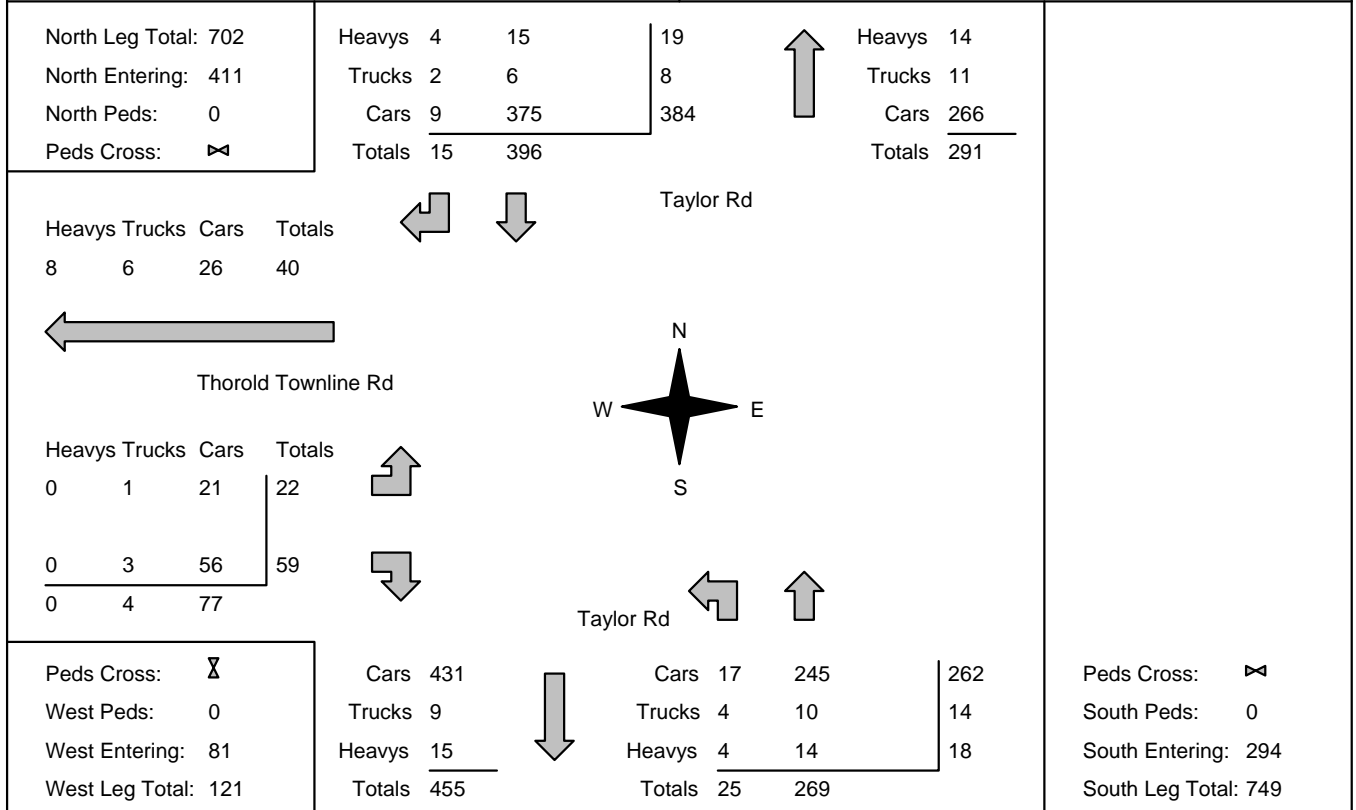 North Leg Total: 702
North Entering: 411
North Peds: 0
Peds Cross:
Heavys 4 15 19
Trucks 2 6 8
Cars 9 375 384
Totals 15 396
Heavys 14
Trucks 11
Cars 266
Totals 291
Taylor Rd
Heavys Trucks Cars Totals
8 6 26 40
Thorold Townline Rd
N
W E
S
Heavys Trucks Cars Totals
0 1 21 22
0 3 56 59
0 4 77
Taylor Rd
Peds Cross:
West Peds: 0
West Entering: 81
West Leg Total: 121
Cars 431
Trucks 9
Heavys 15
Totals 455
Cars 17 245 262
Trucks 4 10 14
Heavys 4 14 18
Totals 25 269
Peds Cross:
South Peds: 0
South Entering: 294
South Leg Total: 749